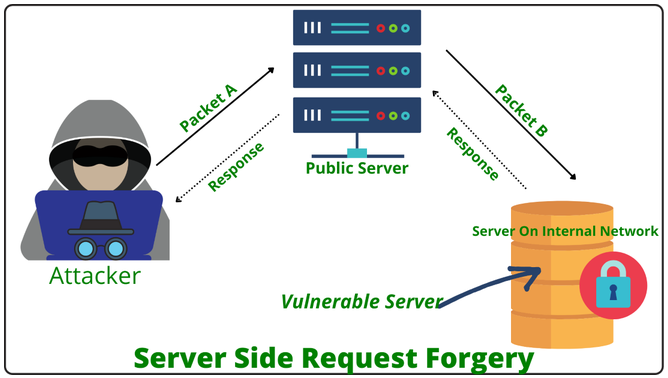 Packet A
Response
Public Server
Packet B
Response
Server On Internal Network
Attacker
Vulnerable Server
Server Side Request Forgery